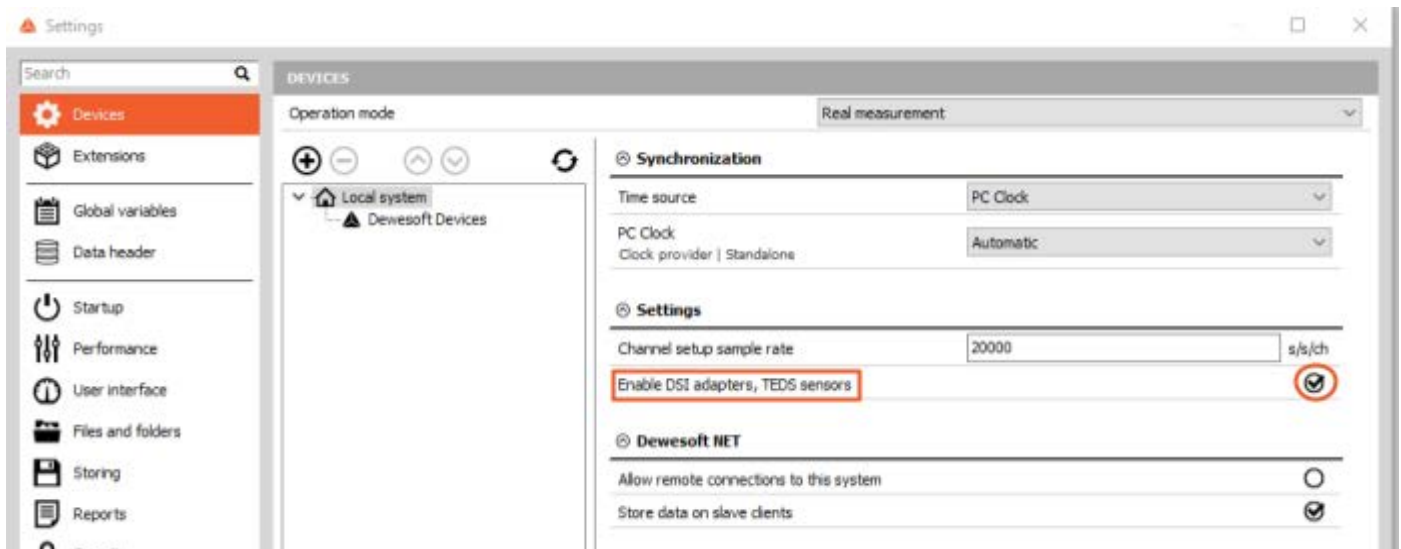 Settings
Search
DEVICES
Devices
Operation mode
Real measurement
Extensions
Synchronization
Local system
Time source
PC Clock
Global variables
Dewesoft Devices
PC Clock
Automatic
Clock provider | Standalone
Data header
Startup
Settings
Performance
Channel setup sample rate
20000
s/s/ch
User interface
Enable DSI adapters, TEDS sensors
Files and folders
Dewesoft NET
Storing
Allow remote connections to this system
Reports
Store data on slave clients